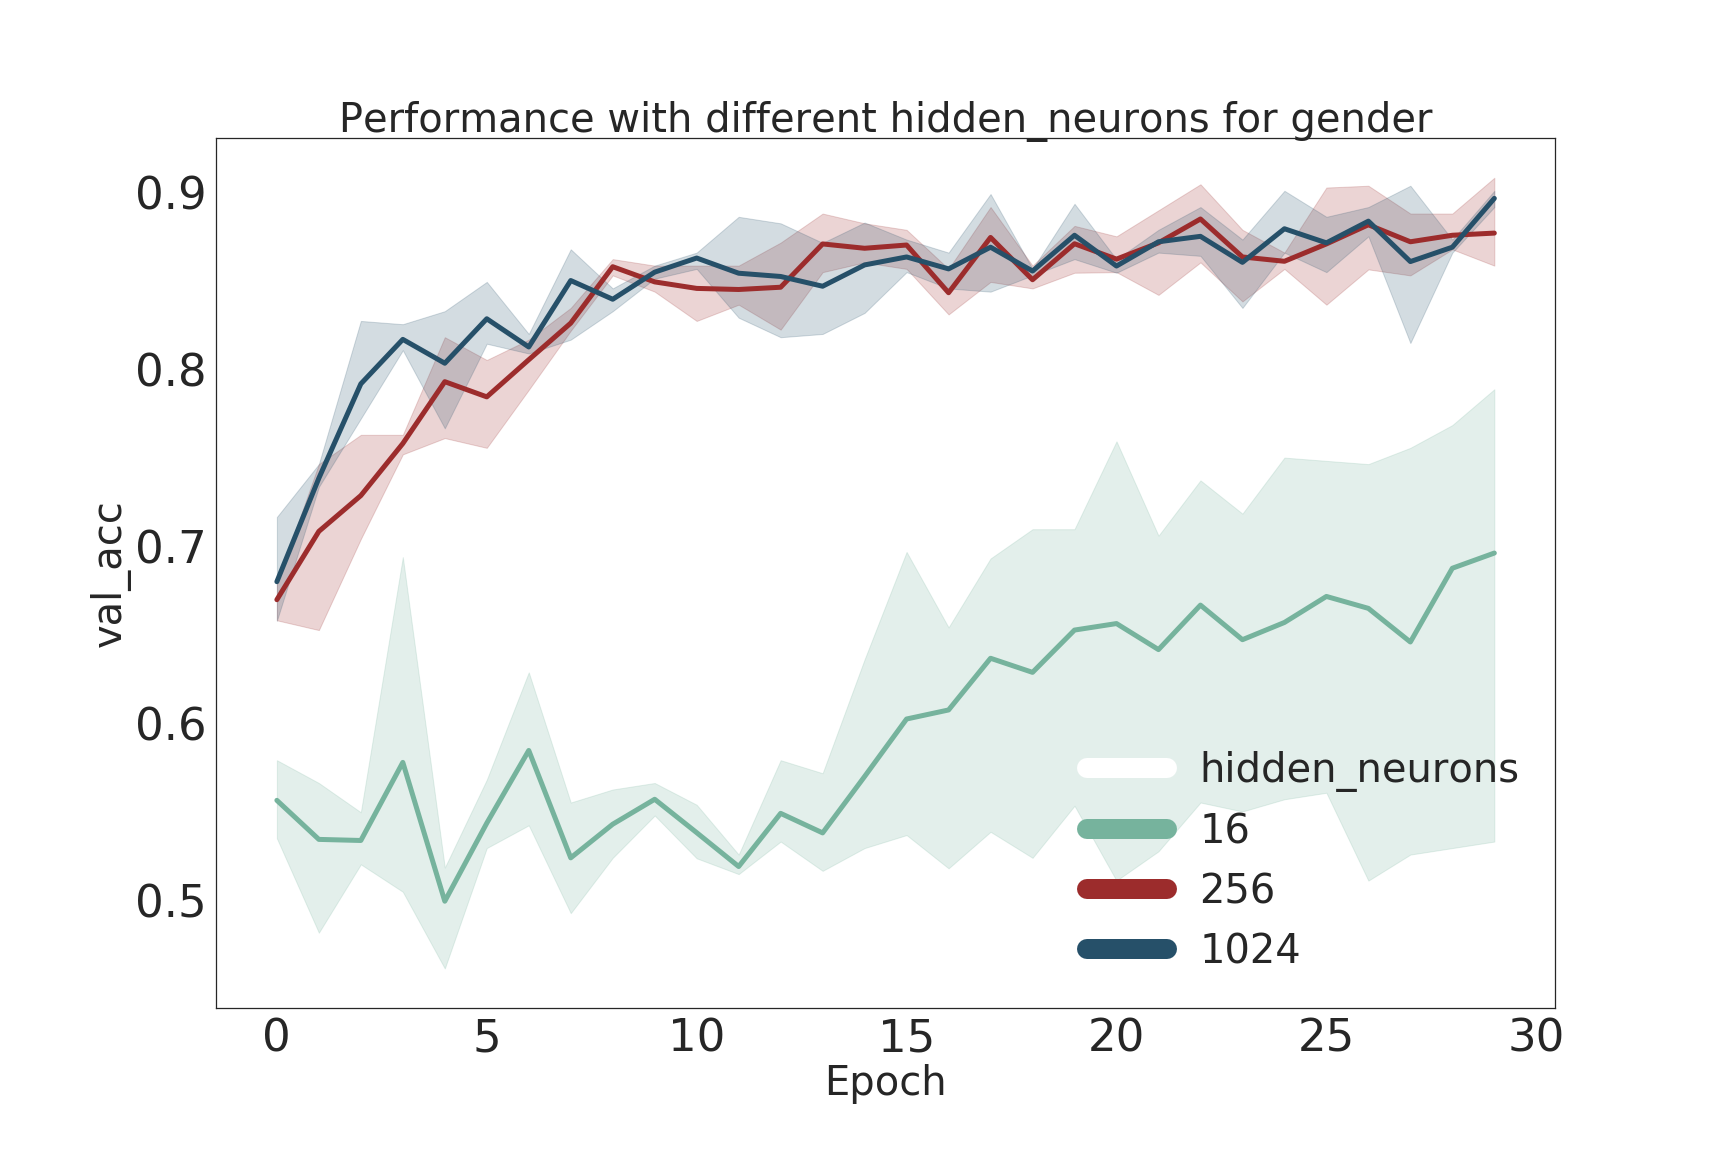 Performance with different hidden_neurons for gender
0.9
0.8
0.7
0.6
0.5
val_acc
hidden_neurons
16
256
1024
0 5 10 15 20 25 30
Epoch